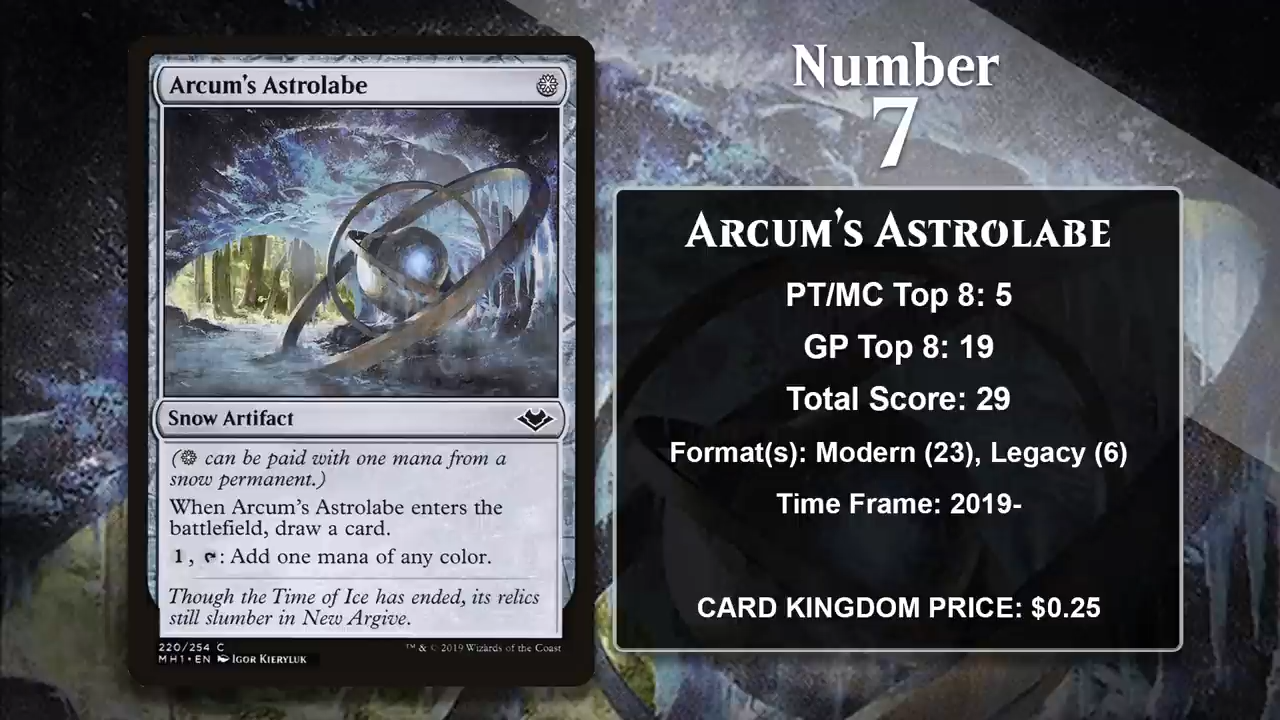 Arcum's Astrolabe
Snow Artifact
( can be paid with one mana from a
snow permanent.)
When Arcum's Astrolabe enters the
battlefield, draw a card.
1, : Add one mana of any color.
Though the Time of Ice has ended, its relics
still slumber in New Argive.
220/254 C
MH1 • EN Igor Kieryluk
™ & © 2019 Wizards of the Coast
Number
7
Arcum's Astrolabe
PT/MC Top 8: 5
GP Top 8: 19
Total Score: 29
Format(s): Modern (23), Legacy (6)
Time Frame: 2019-
CARD KINGDOM PRICE: $0.25